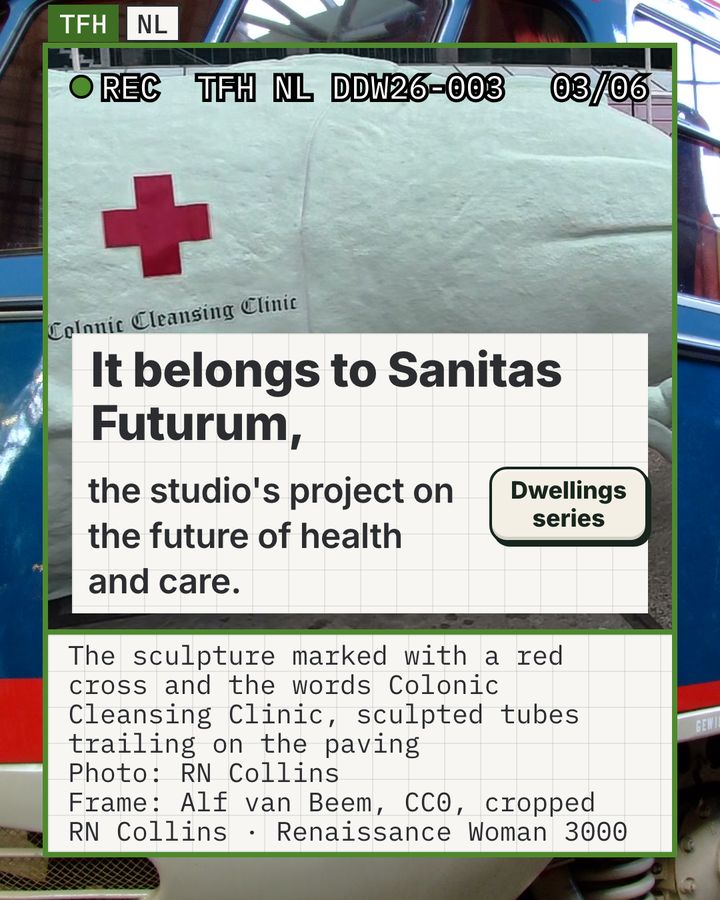 TFH NL
REC TFH NL DDW26-003 03/06
Colonic Cleansing Clinic
It belongs to Sanitas
Futurum,
the studio's project on
the future of health
and care.
Dwellings
series
The sculpture marked with a red
cross and the words Colonic
Cleansing Clinic, sculpted tubes
trailing on the paving
Photo: RN Collins
Frame: Alf van Beem, CC0, cropped
RN Collins · Renaissance Woman 3000